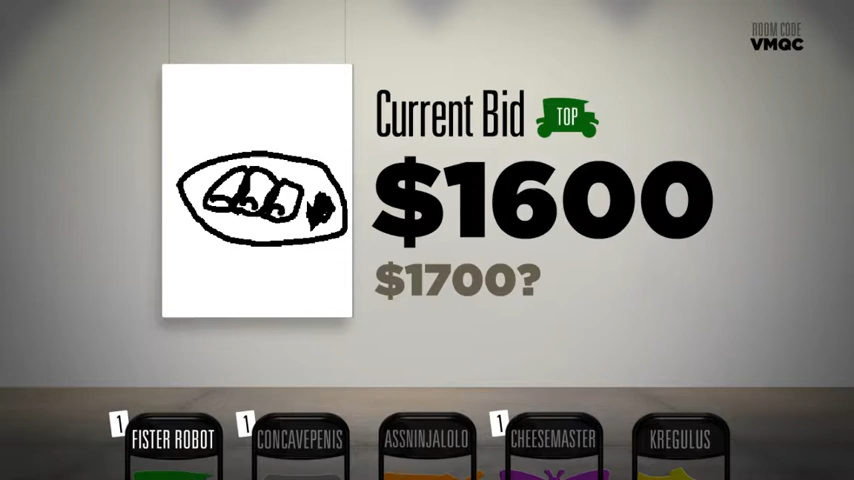 ROOM CODE
VMQC
Current Bid TOP
$1600
$1700?
1 1 1
FISTER ROBOT CONCAVEPENIS ASSNINJALOLO CHEESEMASTER KREGULUS